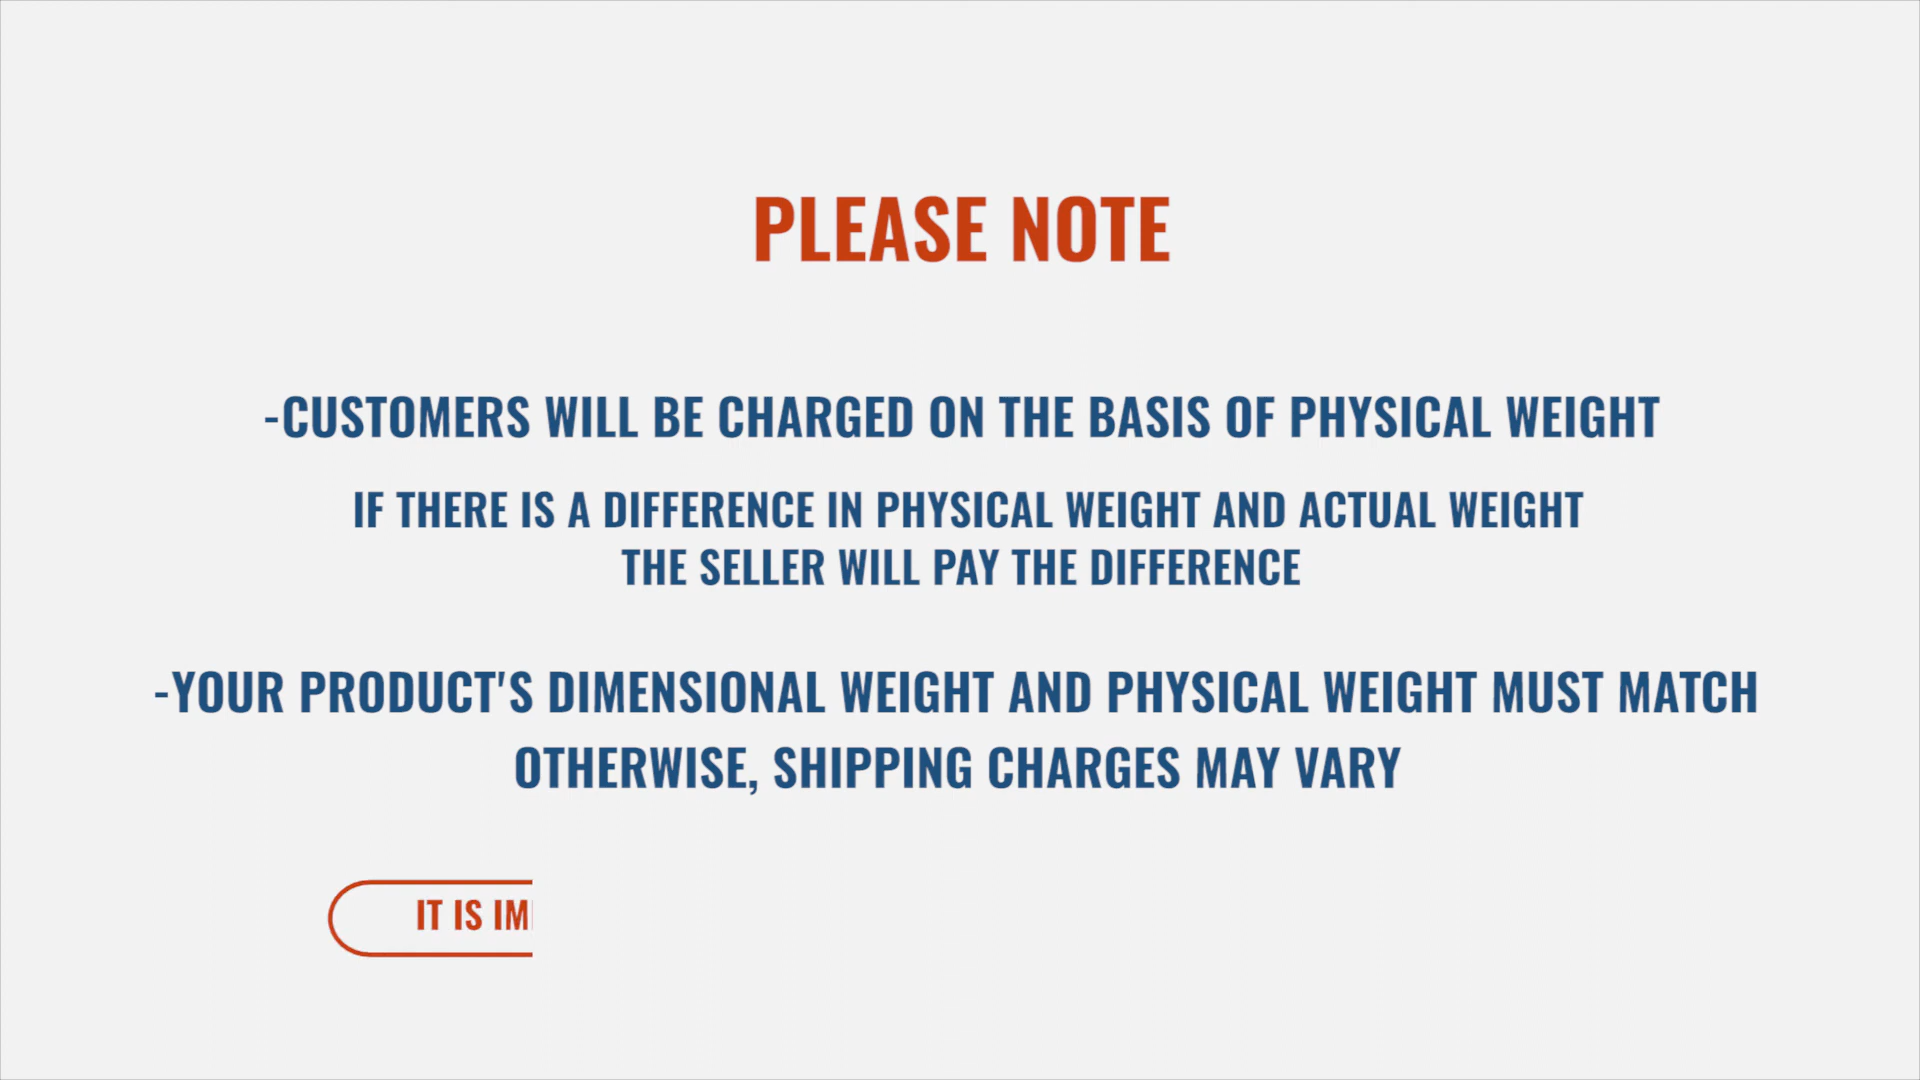 PLEASE NOTE
-CUSTOMERS WILL BE CHARGED ON THE BASIS OF PHYSICAL WEIGHT
IF THERE IS A DIFFERENCE IN PHYSICAL WEIGHT AND ACTUAL WEIGHT
THE SELLER WILL PAY THE DIFFERENCE
-YOUR PRODUCT'S DIMENSIONAL WEIGHT AND PHYSICAL WEIGHT MUST MATCH
OTHERWISE, SHIPPING CHARGES MAY VARY
IT IS IM